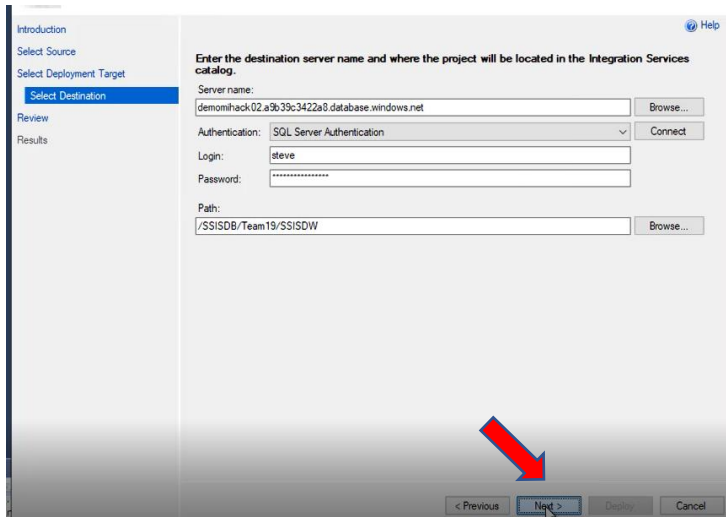 Help
Introduction
Select Source
Select Deployment Target
Select Destination
Review
Results
Enter the destination server name and where the project will be located in the Integration Services
catalog.
Server name:
demomihack02.a9b39c3422a8.database.windows.net Browse...
Authentication: SQL Server Authentication Connect
Login: steve
Password: ****************
Path:
/SSISDB/Team19/SSISDW Browse...
< Previous Next > Deploy Cancel